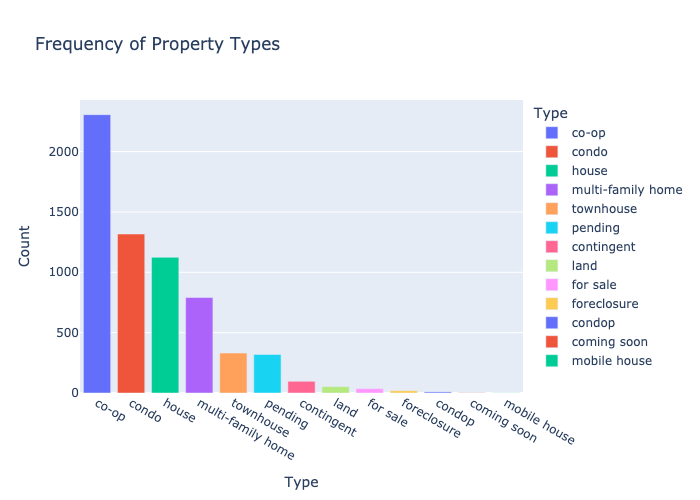 Frequency of Property Types
Count
2000
1500
1000
500
0
co-op
condo
house
multi-family home
townhouse
pending
contingent
land
for sale
foreclosure
condop
coming soon
mobile house
Type
Type
co-op
condo
house
multi-family home
townhouse
pending
contingent
land
for sale
foreclosure
condop
coming soon
mobile house